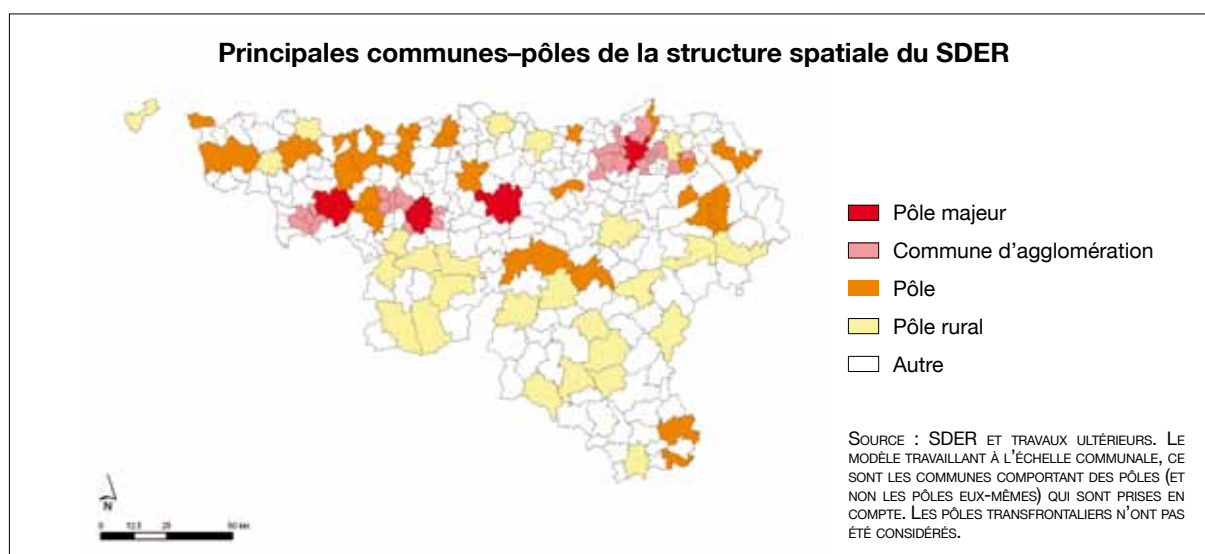 Principales communes–pôles de la structure spatiale du SDER
Pôle majeur
Commune d'agglomération
Pôle
Pôle rural
Autre
SOURCE : SDER ET TRAVAUX ULTÉRIEURS. LE
MODÈLE TRAVAILLANT À L'ÉCHELLE COMMUNALE, CE
SONT LES COMMUNES COMPORTANT DES PÔLES (ET
NON LES PÔLES EUX-MÊMES) QUI SONT PRISES EN
COMPTE. LES PÔLES TRANSFRONTALIERS N'ONT PAS
ÉTÉ CONSIDÉRÉS.
N
0 12.5 25 50 km